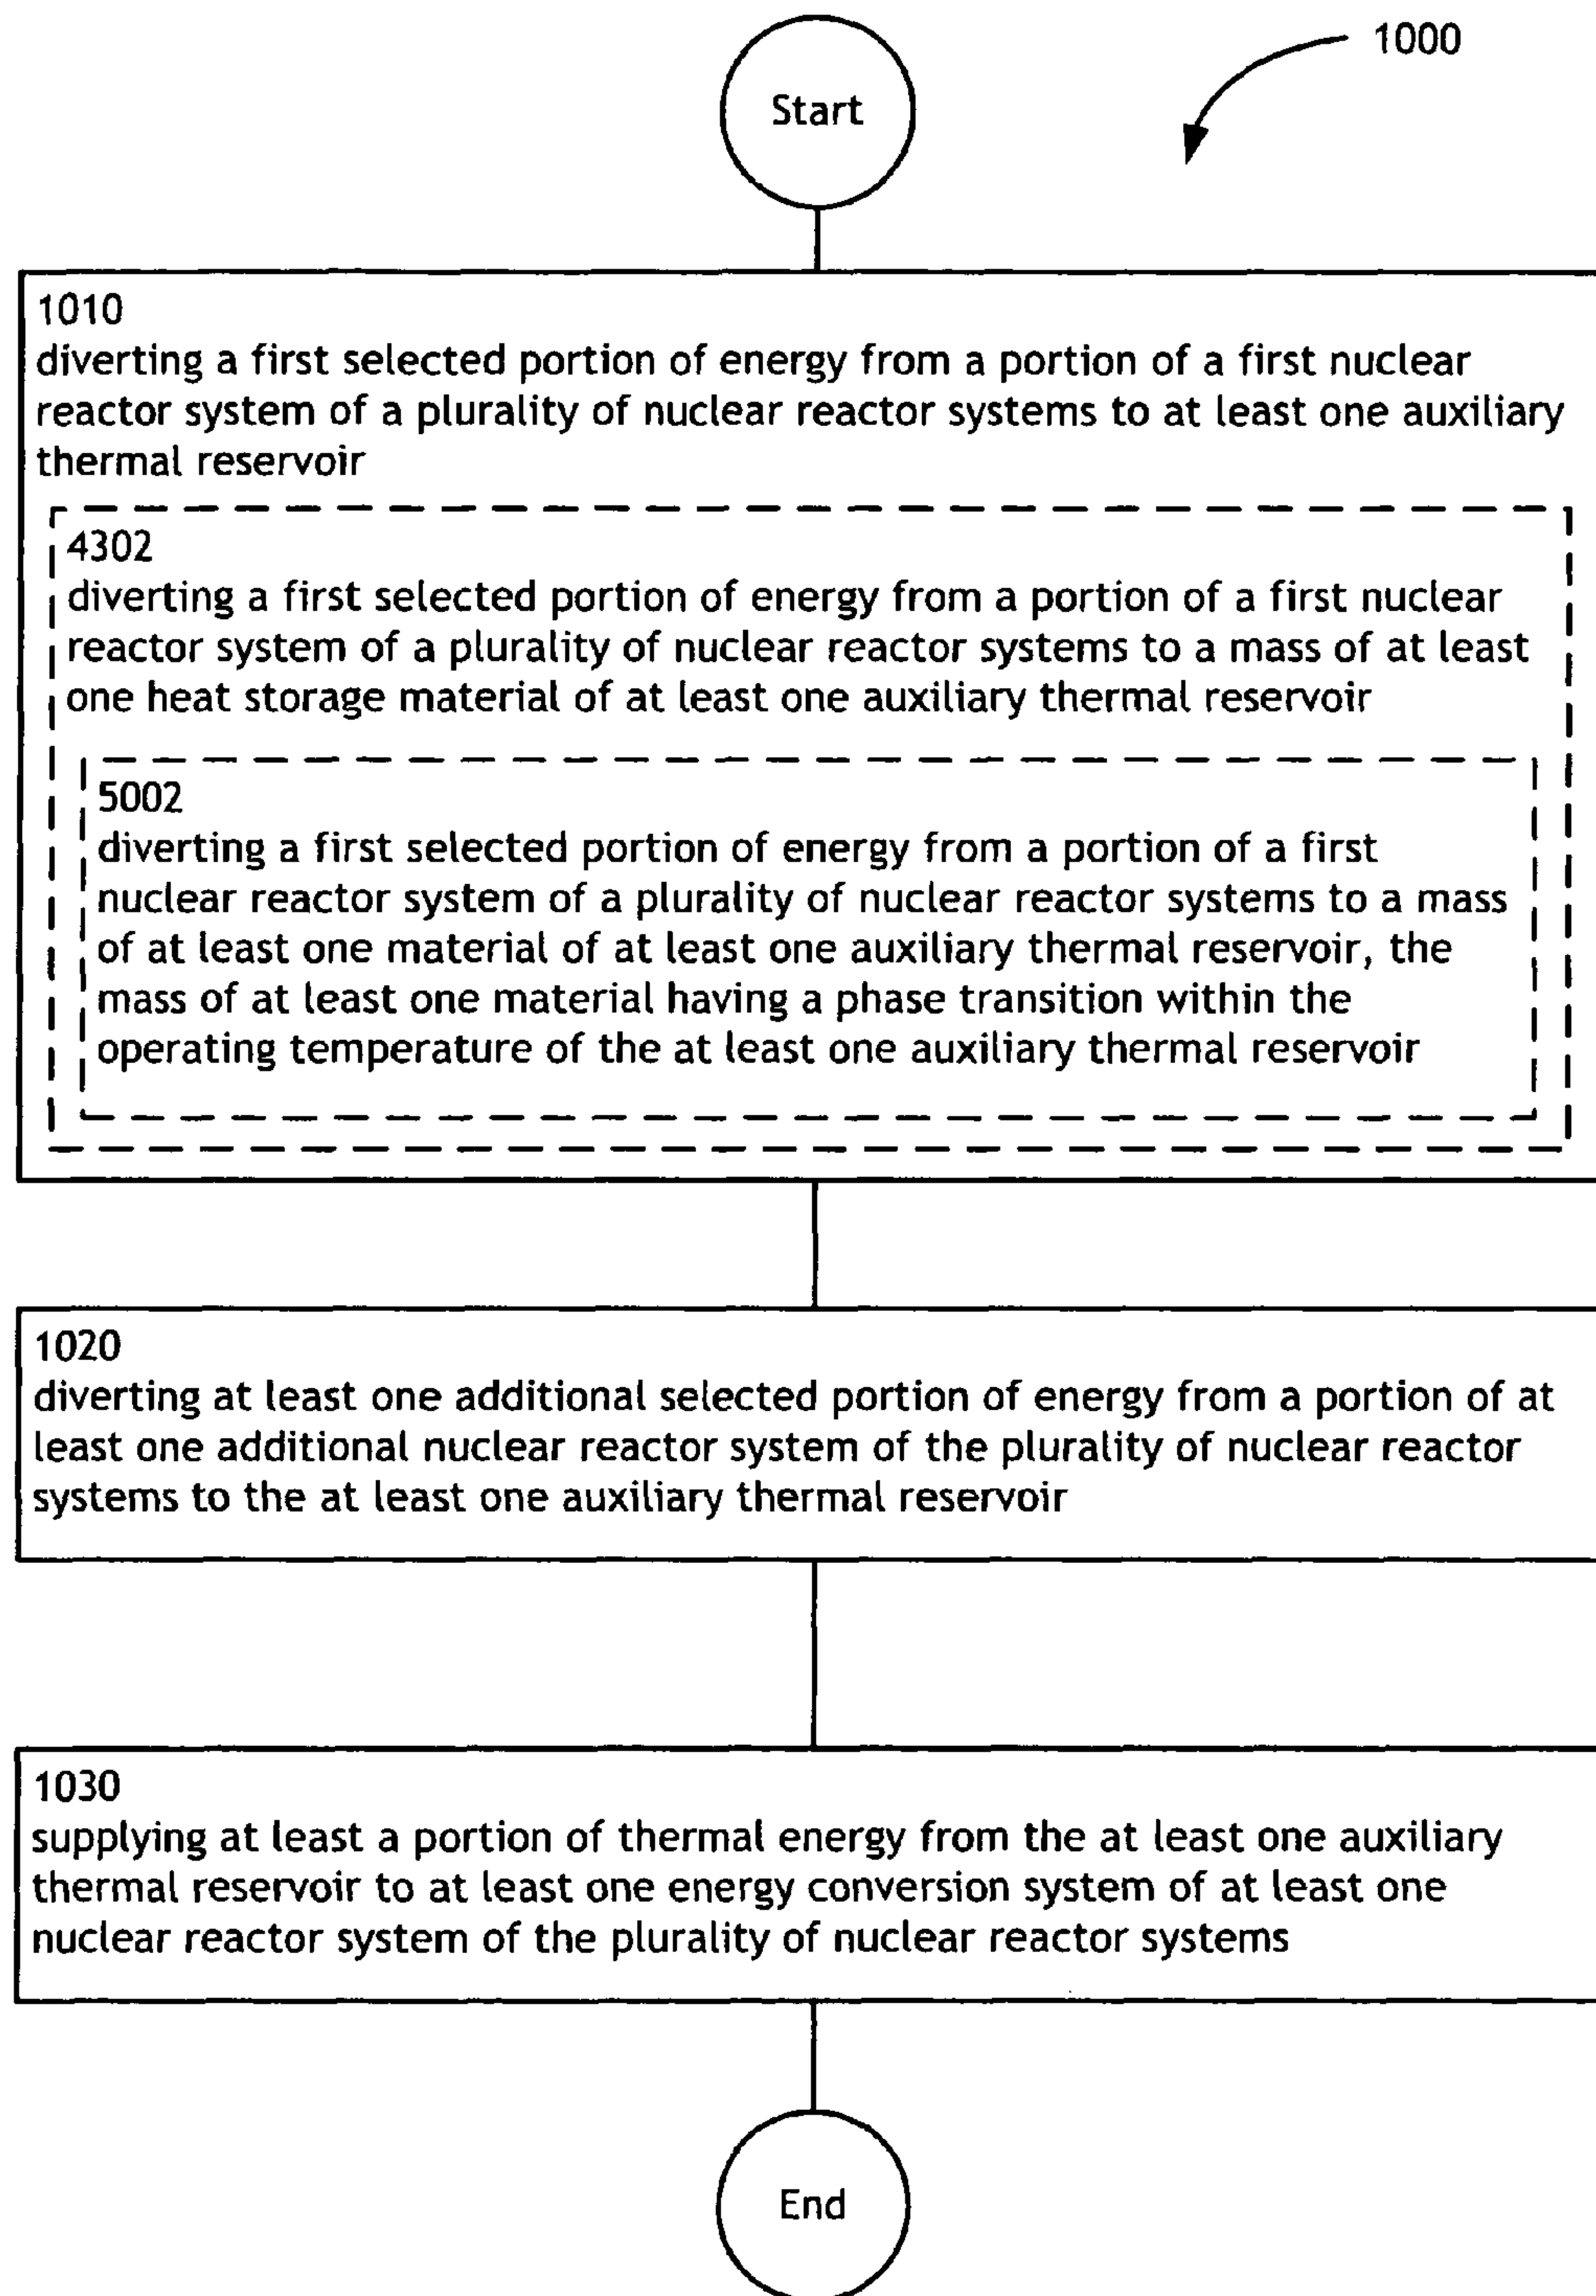 1000
Start
1010
diverting a first selected portion of energy from a portion of a first nuclear
reactor system of a plurality of nuclear reactor systems to at least one auxiliary
thermal reservoir
4302
diverting a first selected portion of energy from a portion of a first nuclear
reactor system of a plurality of nuclear reactor systems to a mass of at least
one heat storage material of at least one auxiliary thermal reservoir
5002
diverting a first selected portion of energy from a portion of a first
nuclear reactor system of a plurality of nuclear reactor systems to a mass
of at least one material of at least one auxiliary thermal reservoir, the
mass of at least one material having a phase transition within the
operating temperature of the at least one auxiliary thermal reservoir
1020
diverting at least one additional selected portion of energy from a portion of at
least one additional nuclear reactor system of the plurality of nuclear reactor
systems to the at least one auxiliary thermal reservoir
1030
supplying at least a portion of thermal energy from the at least one auxiliary
thermal reservoir to at least one energy conversion system of at least one
nuclear reactor system of the plurality of nuclear reactor systems
End